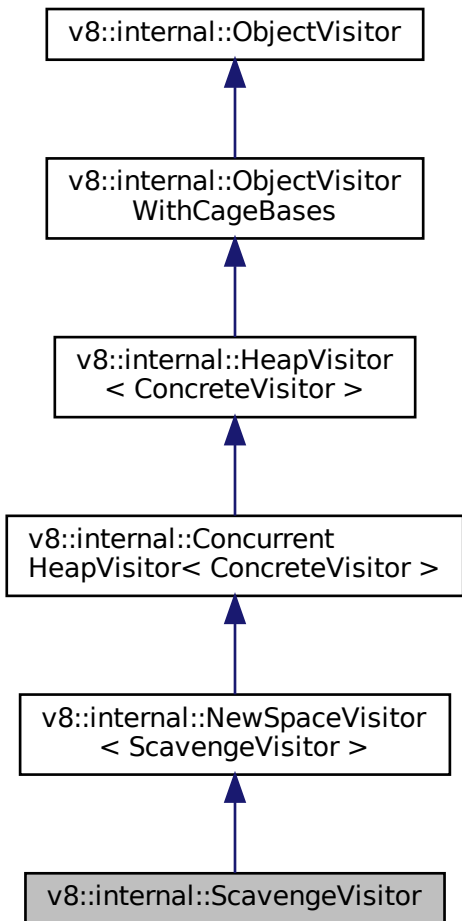 v8::internal::ObjectVisitor
v8::internal::ObjectVisitor
WithCageBases
v8::internal::HeapVisitor
< ConcreteVisitor >
v8::internal::Concurrent
HeapVisitor< ConcreteVisitor >
v8::internal::NewSpaceVisitor
< ScavengeVisitor >
v8::internal::ScavengeVisitor